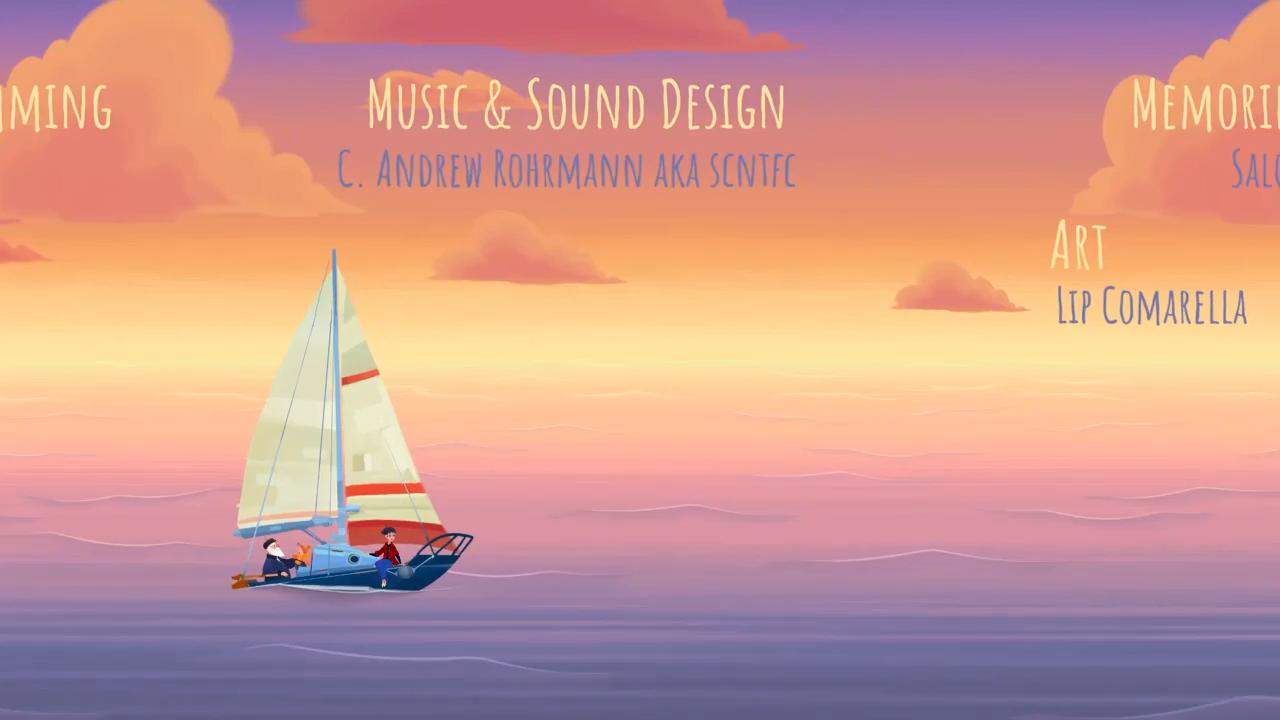 MUSIC & SOUND DESIGN
C. ANDREW ROHRMANN AKA SCNTFC
ART
LIP COMARELLA